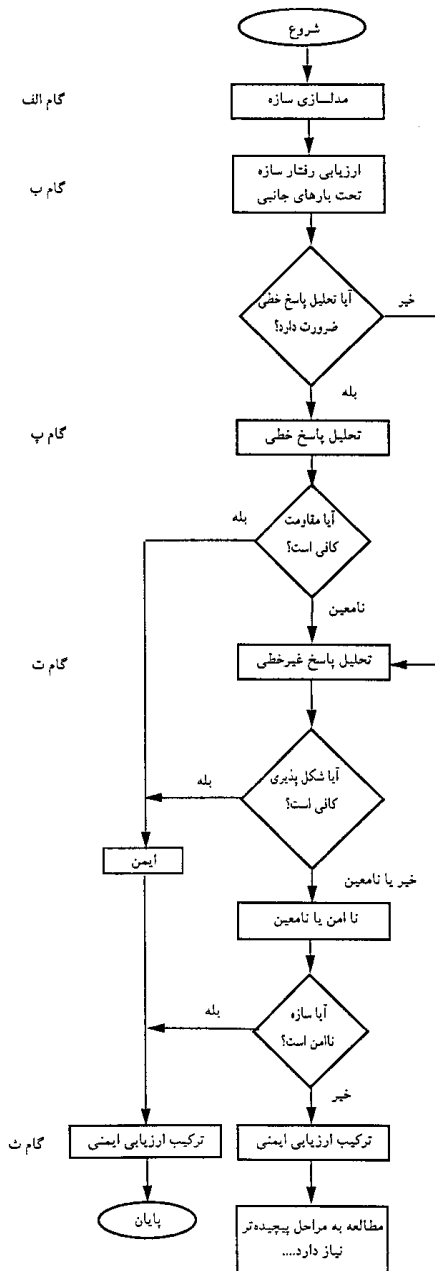 شروع
گام الف
مدلسازی سازه
گام ب
ارزیابی رفتار سازه
تحت بارهای جانبی
آیا تحلیل پاسخ خطی
ضرورت دارد؟
خیر
بله
گام پ
تحلیل پاسخ خطی
آیا مقاومت
کافی است؟
بله
نامعین
گام ت
تحلیل پاسخ غیرخطی
آیا شکل پذیری
کافی است؟
بله
ایمن
خیر یا نامعین
نا امن یا نامعین
آیا سازه
ناامن است؟
بله
خیر
گام ث
ترکیب ارزیابی ایمنی
ترکیب ارزیابی ایمنی
پایان
مطالعه به مراحل پیچیده‌تر
نیاز دارد....